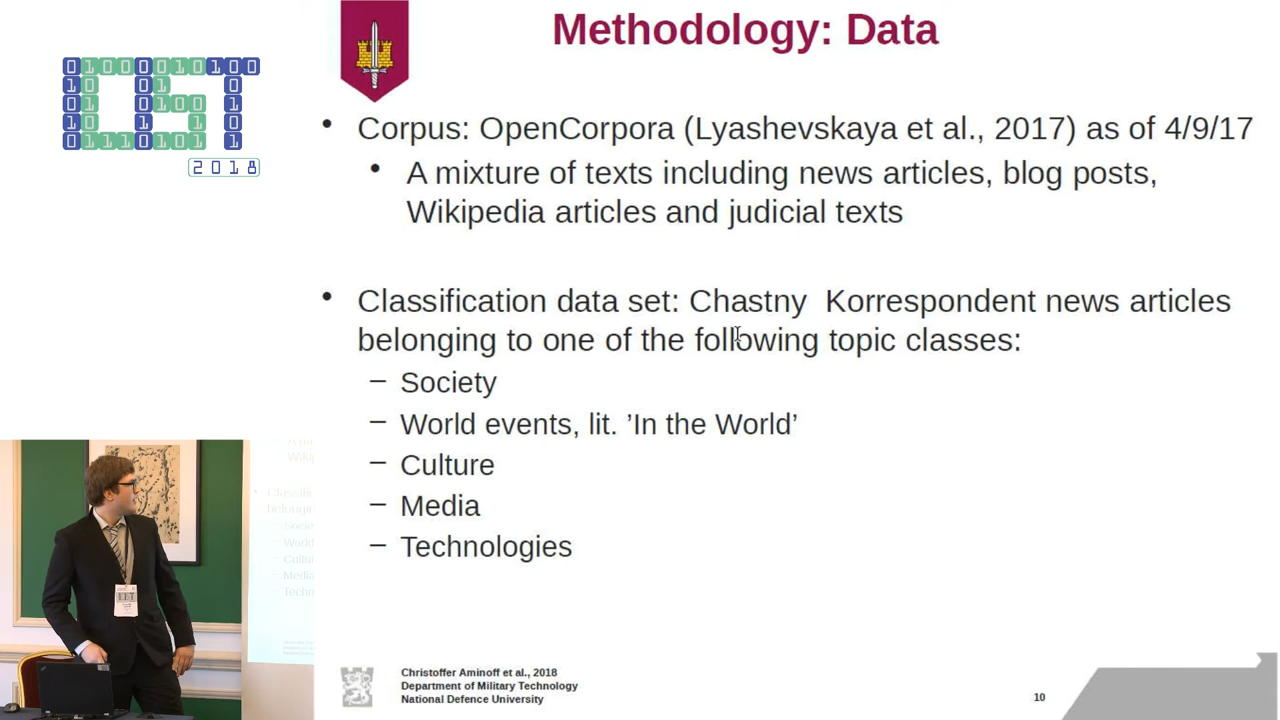 Methodology: Data
• Corpus: OpenCorpora (Lyashevskaya et al., 2017) as of 4/9/17
• A mixture of texts including news articles, blog posts,
Wikipedia articles and judicial texts
• Classification data set: Chastny Korrespondent news articles
belonging to one of the following topic classes:
– Society
– World events, lit. ’In the World’
– Culture
– Media
– Technologies
Christoffer Aminoff et al., 2018
Department of Military Technology
National Defence University
10
2018